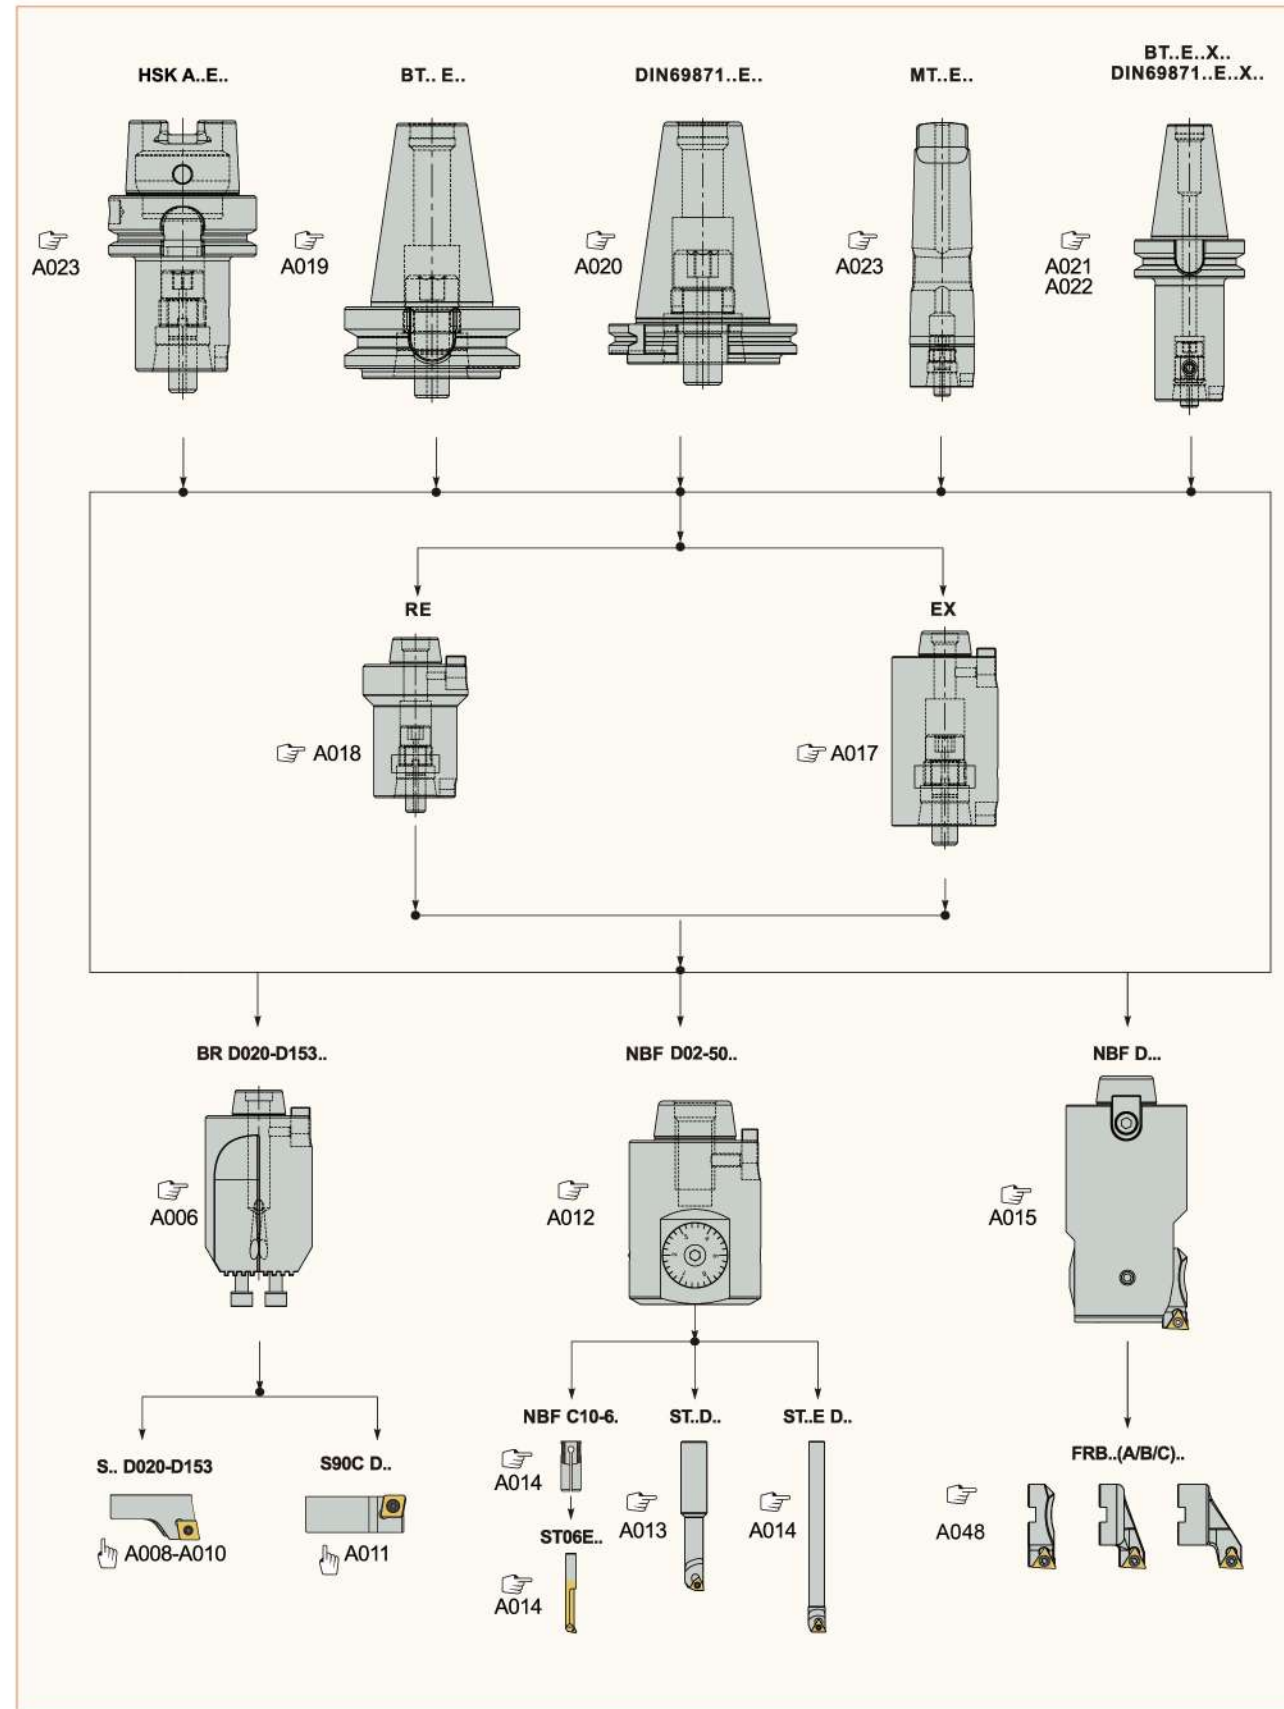 HSK A..E..
BT.. E..
DIN69871..E..
MT..E..
BT..E..X..
DIN69871..E..X..
A023
A019
A020
A023
A021
A022
RE
EX
A018
A017
BR D020-D153..
NBF D02-50..
NBF D...
A006
A012
A015
NBF C10-6.
ST..D..
ST..E D..
S.. D020-D153
S90C D..
FRB..(A/B/C)..
A014
A013
A014
A048
A008-A010
A011
ST06E..
A014